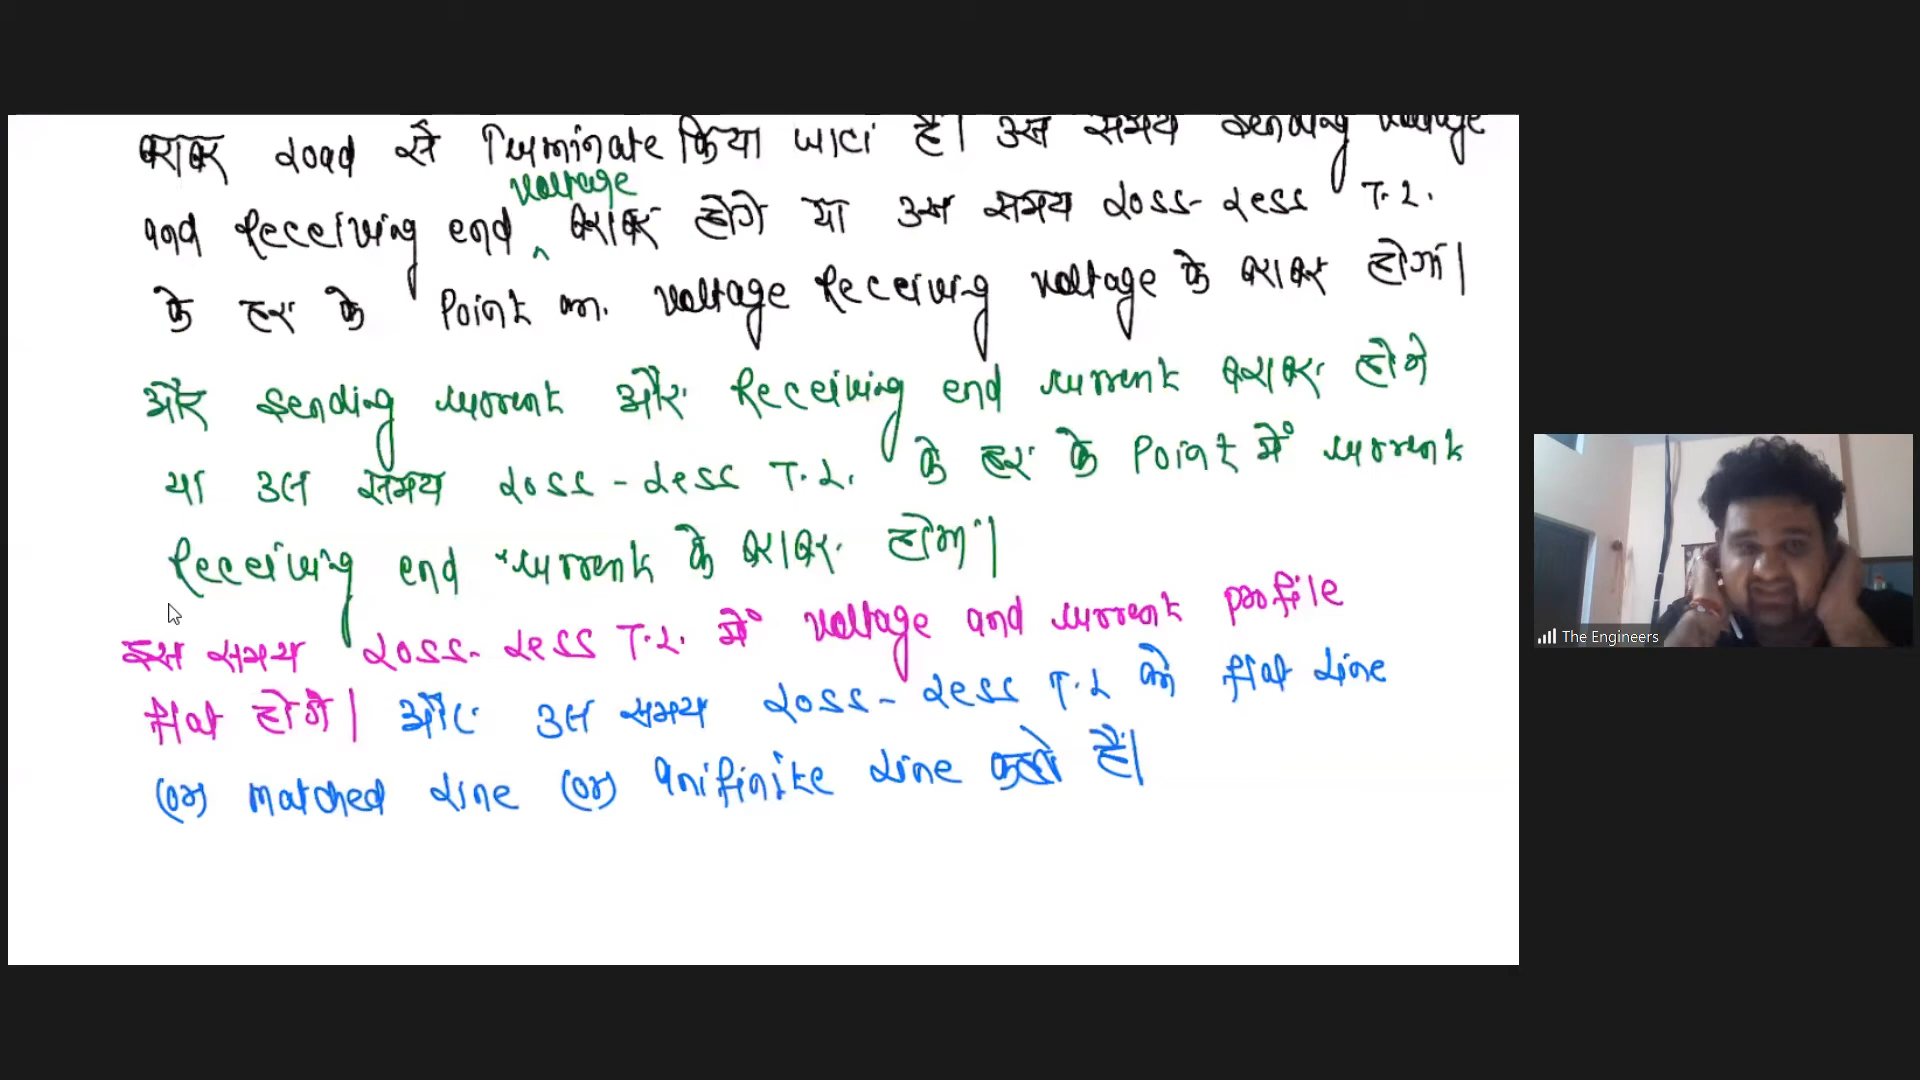 बराबर Load से Terminate किया जाता है। उस समय Sending voltage
voltage
and Receiving end ^ बराबर होंगे या उस समय Loss-Less T.L.
के हर के Point का voltage Receiving voltage के बराबर होगा।
और Sending current और Receiving end current बराबर होंगे
या उस समय Loss-Less T.L. के हर के Point में current
Receiving end current के बराबर होगा।
इस समय Loss-Less T.L. में voltage and current profile
flat होंगे। और उस समय Loss-Less T.L को flat Line
(or) matched Line (or) Line कहते हैं।
The Engineers